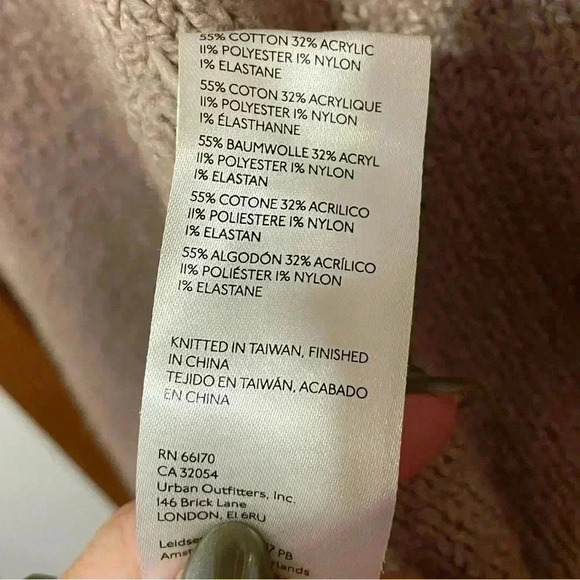 55% COTTON 32% ACRYLIC
11% POLYESTER 1% NYLON
1% ELASTANE
55% COTON 32% ACRYLIQUE
11% POLYESTER 1% NYLON
1% ÉLASTHANNE
55% BAUMWOLLE 32% ACRYL
11% POLYESTER 1% NYLON
1% ELASTAN
55% COTONE 32% ACRILICO
11% POLIESTERE 1% NYLON
1% ELASTAN
55% ALGODÓN 32% ACRÍLICO
11% POLIÉSTER 1% NYLON
1% ELASTANE
KNITTED IN TAIWAN, FINISHED
IN CHINA
TEJIDO EN TAIWÁN, ACABADO
EN CHINA
RN 66170
CA 32054
Urban Outfitters, Inc.
146 Brick Lane
LONDON, E1 6RU
PB